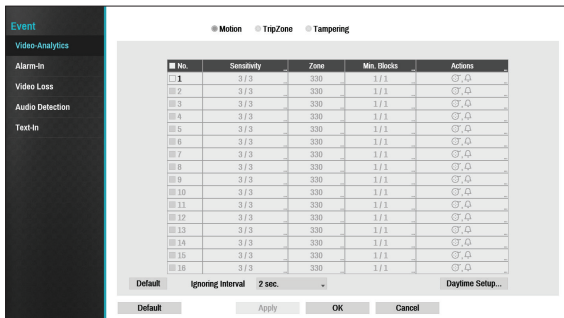 Event
Video-Analytics
Alarm-In
Video Loss
Audio Detection
Text-In
Motion TripZone Tampering
No. Sensitivity Zone Min. Blocks Actions
1 3 / 3 330 1 / 1
2 3 / 3 330 1 / 1
3 3 / 3 330 1 / 1
4 3 / 3 330 1 / 1
5 3 / 3 330 1 / 1
6 3 / 3 330 1 / 1
7 3 / 3 330 1 / 1
8 3 / 3 330 1 / 1
9 3 / 3 330 1 / 1
10 3 / 3 330 1 / 1
11 3 / 3 330 1 / 1
12 3 / 3 330 1 / 1
13 3 / 3 330 1 / 1
14 3 / 3 330 1 / 1
15 3 / 3 330 1 / 1
16 3 / 3 330 1 / 1
Default Ignoring Interval 2 sec. Daytime Setup...
Default Apply OK Cancel